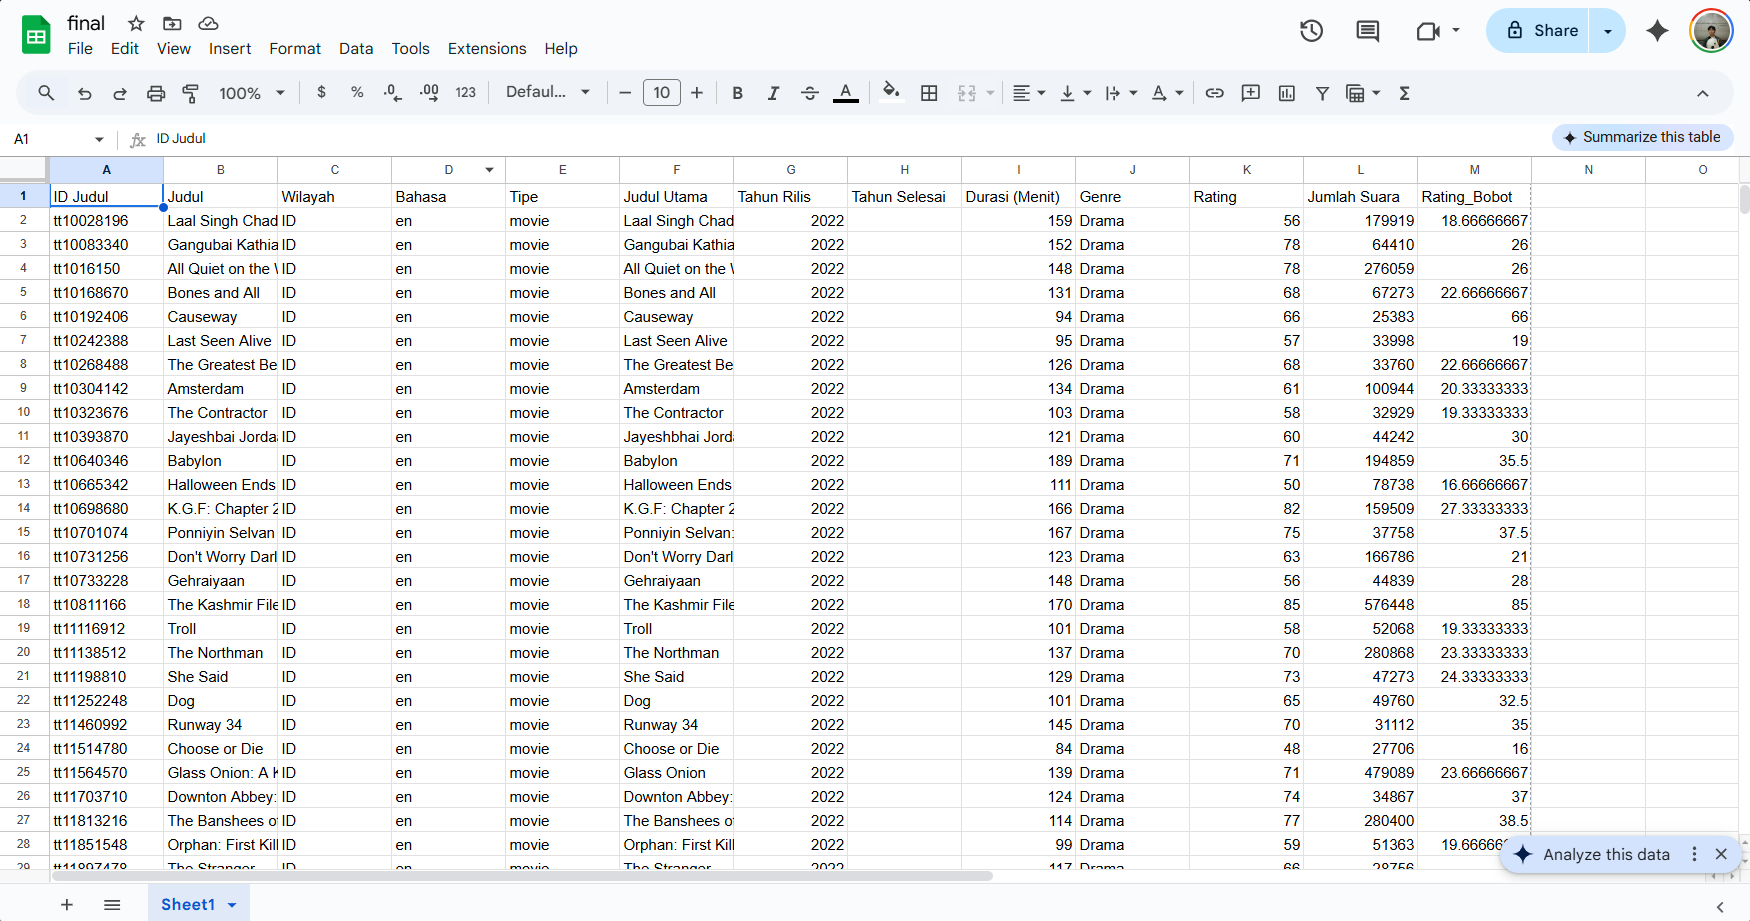 final
File Edit View Insert Format Data Tools Extensions Help
Share
100% $ % .0 .00 123 Defaul... 10 B I A
A1 fx ID Judul
Summarize this table
A B C D E F G H I J K L M N O
1 ID Judul Judul Wilayah Bahasa Tipe Judul Utama Tahun Rilis Tahun Selesai Durasi (Menit) Genre Rating Jumlah Suara Rating_Bobot
2 tt10028196 Laal Singh Chad ID en movie Laal Singh Chad 2022 159 Drama 56 179919 18.66666667
3 tt10083340 Gangubai Kathia ID en movie Gangubai Kathia 2022 152 Drama 78 64410 26
4 tt1016150 All Quiet on the ID en movie All Quiet on the 2022 148 Drama 78 276059 26
5 tt10168670 Bones and All ID en movie Bones and All 2022 131 Drama 68 67273 22.66666667
6 tt10192406 Causeway ID en movie Causeway 2022 94 Drama 66 25383 66
7 tt10242388 Last Seen Alive ID en movie Last Seen Alive 2022 95 Drama 57 33998 19
8 tt10268488 The Greatest Be ID en movie The Greatest Be 2022 126 Drama 68 33760 22.66666667
9 tt10304142 Amsterdam ID en movie Amsterdam 2022 134 Drama 61 100944 20.33333333
10 tt10323676 The Contractor ID en movie The Contractor 2022 103 Drama 58 32929 19.33333333
11 tt10393870 Jayeshbai Jorda ID en movie Jayeshbhai Jord 2022 121 Drama 60 44242 30
12 tt10640346 Babylon ID en movie Babylon 2022 189 Drama 71 194859 35.5
13 tt10665342 Halloween Ends ID en movie Halloween Ends 2022 111 Drama 50 78738 16.66666667
14 tt10698680 K.G.F: Chapter 2 ID en movie K.G.F: Chapter 2 2022 166 Drama 82 159509 27.33333333
15 tt10701074 Ponniyin Selvan ID en movie Ponniyin Selvan: 2022 167 Drama 75 37758 37.5
16 tt10731256 Don't Worry Darl ID en movie Don't Worry Darl 2022 123 Drama 63 166786 21
17 tt10733228 Gehraiyaan ID en movie Gehraiyaan 2022 148 Drama 56 44839 28
18 tt10811166 The Kashmir File ID en movie The Kashmir File 2022 170 Drama 85 576448 85
19 tt11116912 Troll ID en movie Troll 2022 101 Drama 58 52068 19.33333333
20 tt11138512 The Northman ID en movie The Northman 2022 137 Drama 70 280868 23.33333333
21 tt11198810 She Said ID en movie She Said 2022 129 Drama 73 47273 24.33333333
22 tt11252248 Dog ID en movie Dog 2022 101 Drama 65 49760 32.5
23 tt11460992 Runway 34 ID en movie Runway 34 2022 145 Drama 70 31112 35
24 tt11514780 Choose or Die ID en movie Choose or Die 2022 84 Drama 48 27706 16
25 tt11564570 Glass Onion: A K ID en movie Glass Onion 2022 139 Drama 71 479089 23.66666667
26 tt11703710 Downton Abbey: ID en movie Downton Abbey: 2022 124 Drama 74 34867 37
27 tt11813216 The Banshees o ID en movie The Banshees o 2022 114 Drama 77 280400 38.5
28 tt11851548 Orphan: First Kill ID en movie Orphan: First Kill 2022 99 Drama 59 51363 19.66666
29 tt11897478 The Stranger ID en movie The Stranger 2022 117 Drama 66 28756
Analyze this data
Sheet1